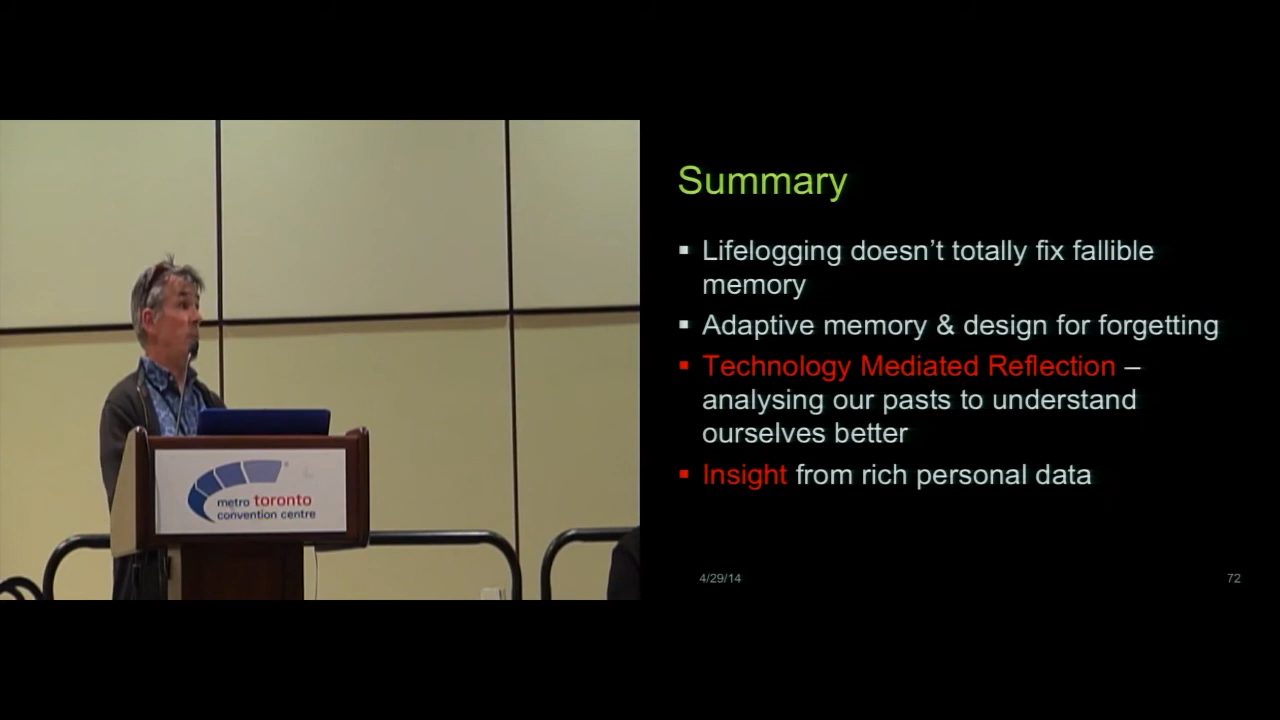 Summary
▪ Lifelogging doesn’t totally fix fallible
memory
▪ Adaptive memory & design for forgetting
▪ Technology Mediated Reflection –
analysing our pasts to understand
ourselves better
▪ Insight from rich personal data
4/29/14
72
metro toronto
convention centre